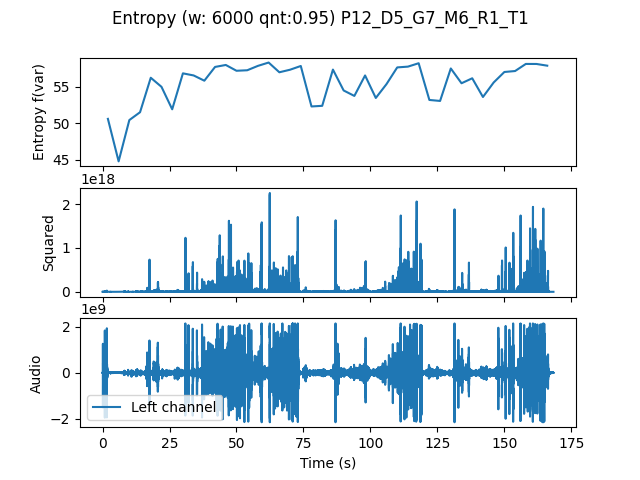 Entropy (w: 6000 qnt:0.95) P12_D5_G7_M6_R1_T1
Entropy f(var)
55
50
45
1e18
Squared
2
1
0
1e9
Audio
2
0
−2
Left channel
0
25
50
75
100
125
150
175
Time (s)